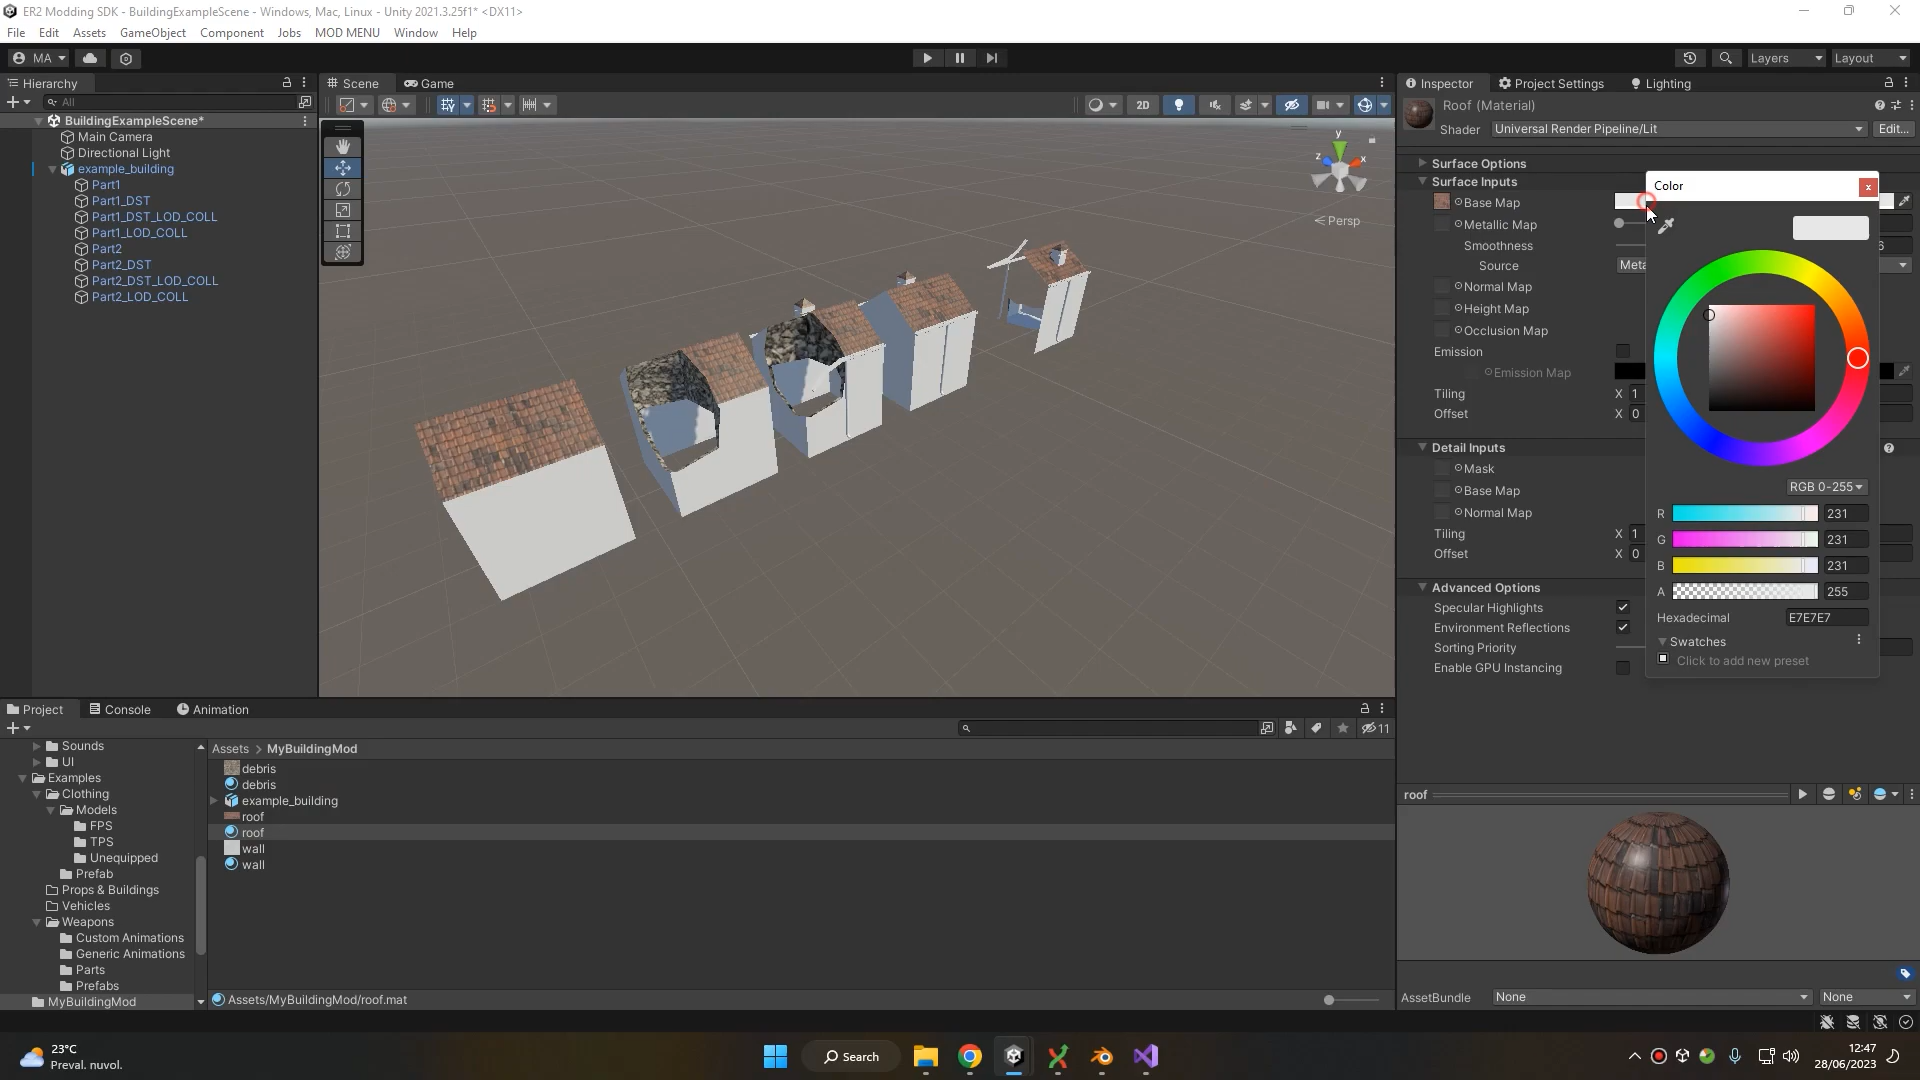 ER2 Modding SDK - BuildingExampleScene - Windows, Mac, Linux - Unity 2021.3.25f1* <DX11>
File Edit Assets GameObject Component Jobs MOD MENU Window Help
MA Layers Layout
Hierarchy
All
BuildingExampleScene*
Main Camera
Directional Light
example_building
Part1
Part1_DST
Part1_DST_LOD_COLL
Part1_LOD_COLL
Part2
Part2_DST
Part2_DST_LOD_COLL
Part2_LOD_COLL
Scene Game
2D
y
z x
Persp
Inspector Project Settings Lighting
Roof (Material)
Shader Universal Render Pipeline/Lit Edit...
Surface Options
Surface Inputs
Base Map
Metallic Map
Smoothness
Source Meta
Normal Map
Height Map
Occlusion Map
Emission
Emission Map
Tiling X 1
Offset X 0
Detail Inputs
Mask
Base Map
Normal Map
Tiling X 1
Offset X 0
Advanced Options
Specular Highlights
Environment Reflections
Sorting Priority
Enable GPU Instancing
Color
x
RGB 0-255
R 231
G 231
B 231
A 255
Hexadecimal E7E7E7
Swatches
Click to add new preset
Project Console Animation
11
Sounds
UI
Examples
Clothing
Models
FPS
TPS
Unequipped
Prefab
Props & Buildings
Vehicles
Weapons
Custom Animations
Generic Animations
Parts
Prefabs
MyBuildingMod
Assets > MyBuildingMod
debris
debris
example_building
roof
roof
wall
wall
Assets/MyBuildingMod/roof.mat
roof
AssetBundle None None
23°C
Preval. nuvol.
Search
12:47
28/06/2023